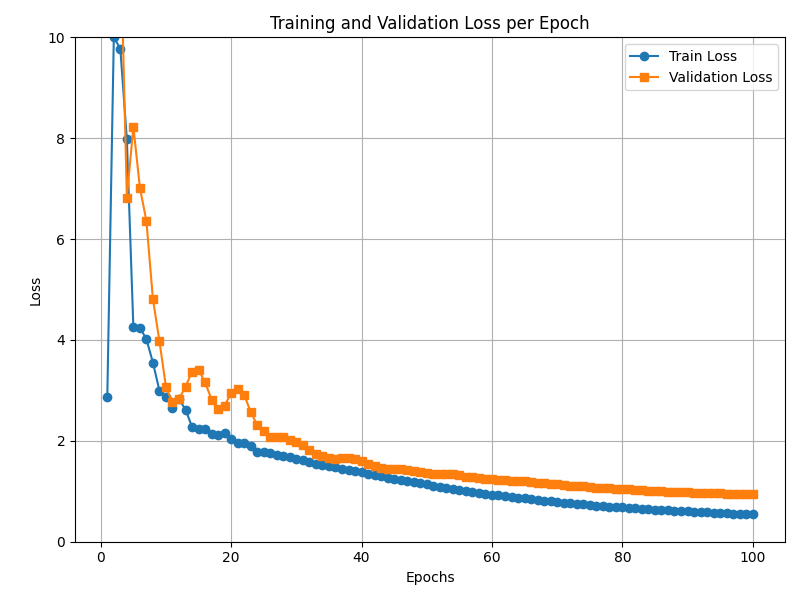 Training and Validation Loss per Epoch
Train Loss
Validation Loss
Loss
10
8
6
4
2
0
0 20 40 60 80 100
Epochs